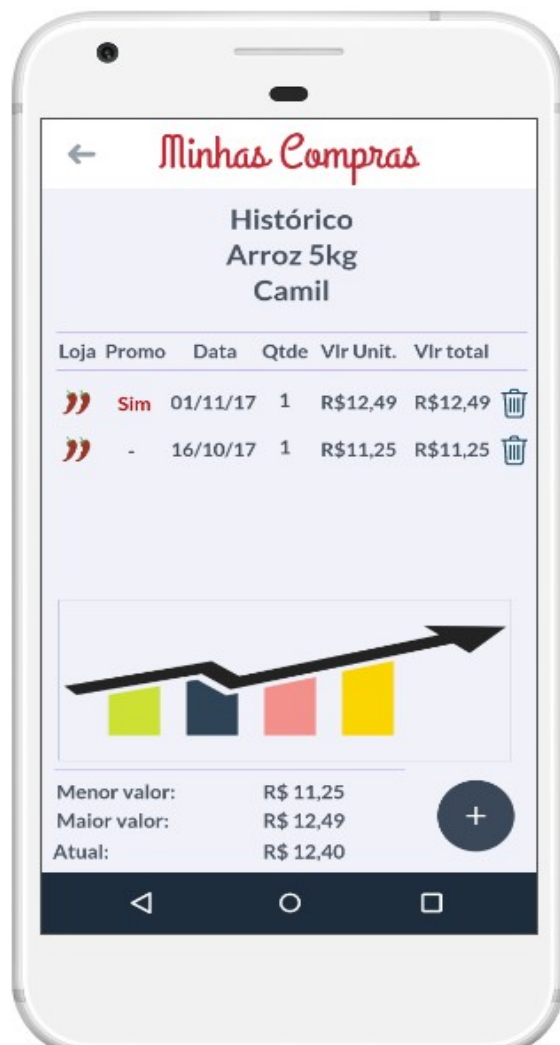 Minhas Compras
Histórico
Arroz 5kg
Camil
Loja Promo Data Qtde Vlr Unit. Vlr total
Sim 01/11/17 1 R$12,49 R$12,49
- 16/10/17 1 R$11,25 R$11,25
Menor valor: R$ 11,25
Maior valor: R$ 12,49
Atual: R$ 12,40
+